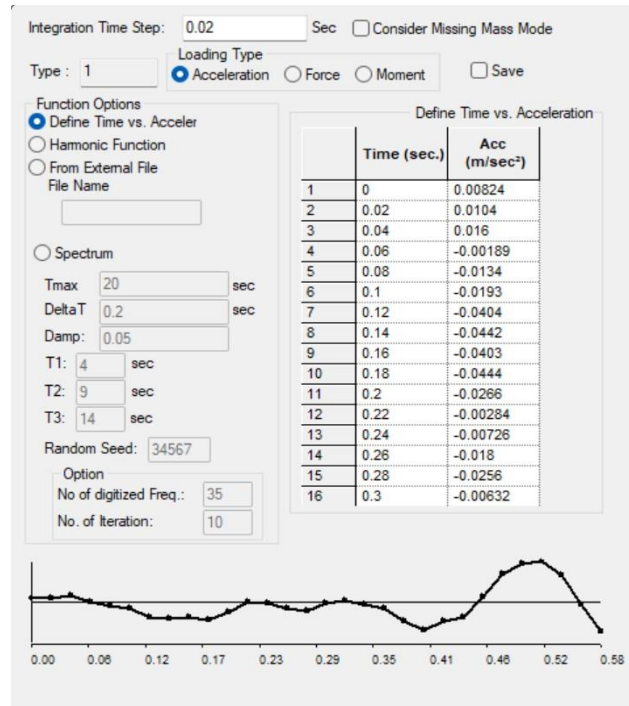 Integration Time Step: 0.02 Sec Consider Missing Mass Mode
Loading Type
Type : 1 Acceleration Force Moment Save
Function Options
Define Time vs. Acceler
Harmonic Function
From External File
File Name
Spectrum
Tmax 20 sec
DeltaT 0.2 sec
Damp: 0.05
T1: 4 sec
T2: 9 sec
T3: 14 sec
Random Seed: 34567
Option
No of digitized Freq.: 35
No. of Iteration: 10
Define Time vs. Acceleration
Time (sec.) Acc (m/sec²)
1 0 0.00824
2 0.02 0.0104
3 0.04 0.016
4 0.06 -0.00189
5 0.08 -0.0134
6 0.1 -0.0193
7 0.12 -0.0404
8 0.14 -0.0442
9 0.16 -0.0403
10 0.18 -0.0444
11 0.2 -0.0266
12 0.22 -0.00284
13 0.24 -0.00726
14 0.26 -0.018
15 0.28 -0.0256
16 0.3 -0.00632
0.00 0.06 0.12 0.17 0.23 0.29 0.35 0.41 0.46 0.52 0.58